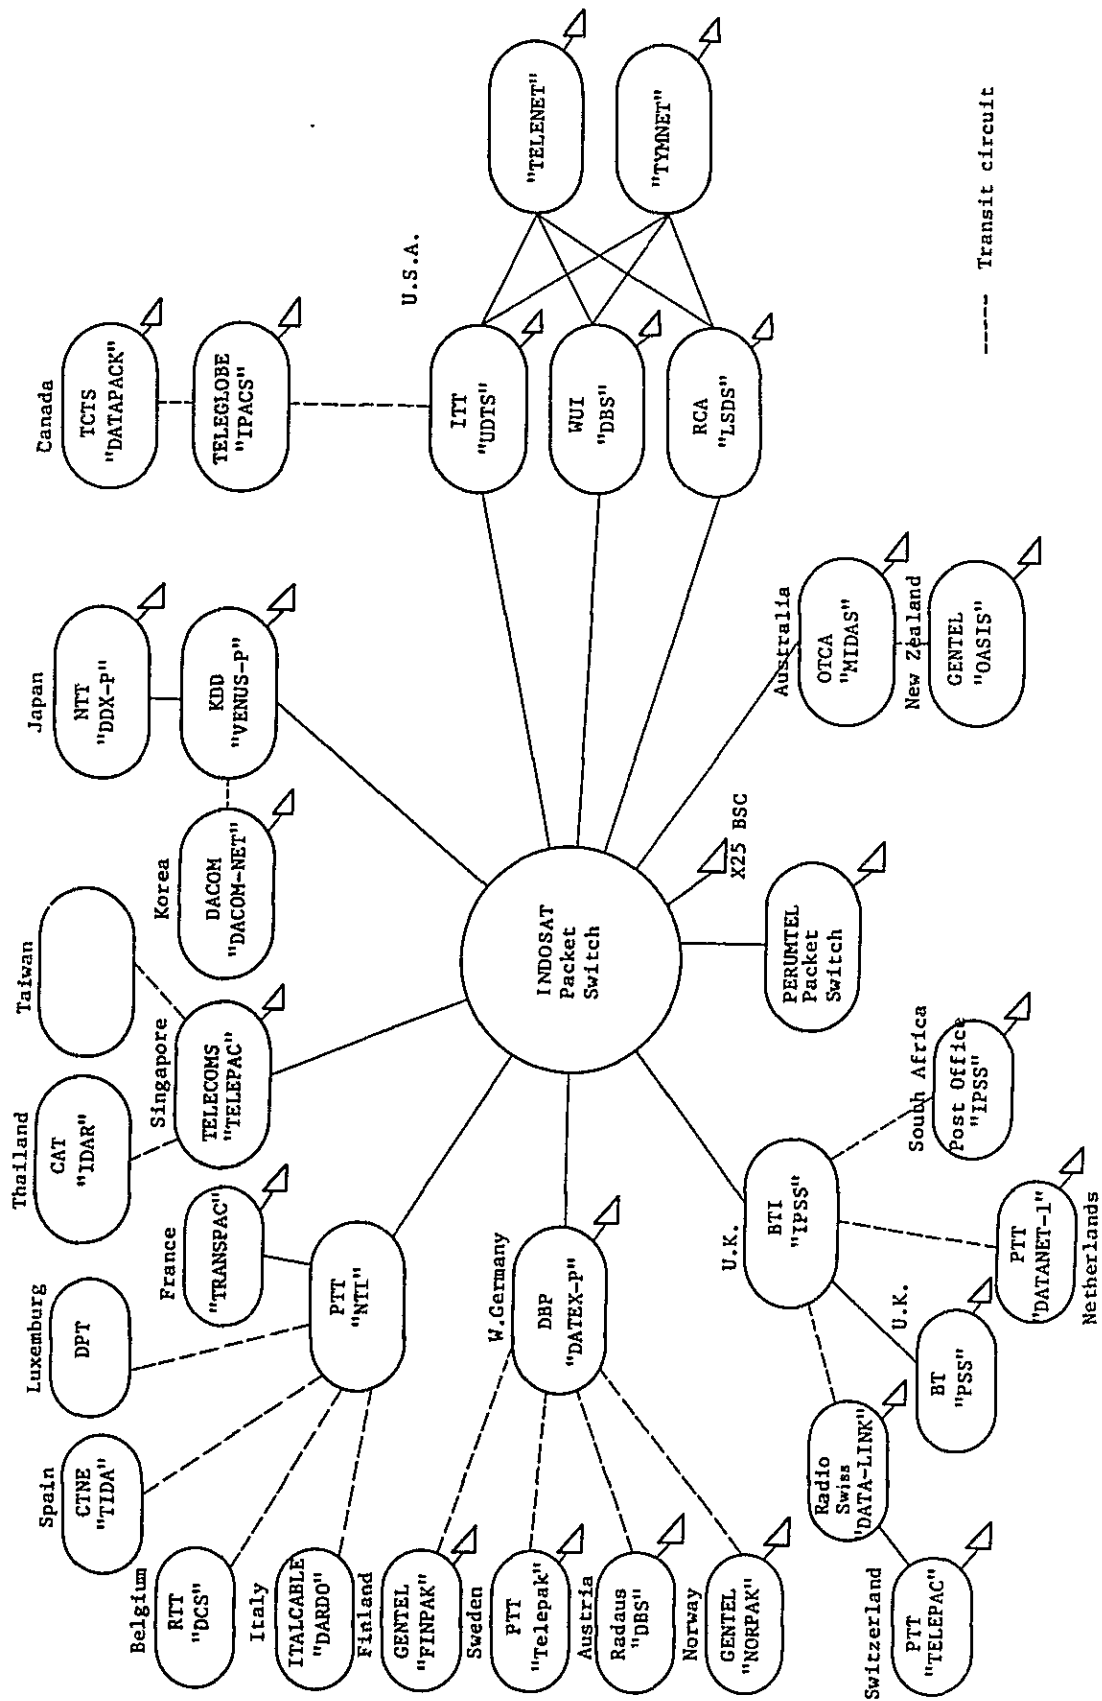 Canada
TCTS
"DATAPACK"
TELEGLOBE
"IPACS"
U.S.A.
"TELENET"
"TYMNET"
ITT
"UDTS"
WUI
"DBS"
RCA
"LSDS"
----- Transit circuit
Japan
NTT
"DDX-P"
KDD
"VENUS-P"
Korea
DACOM
"DACOM-NET"
Taiwan
Thailand
CAT
"IDAR"
Singapore
TELECOMS
"TELEPAC"
INDOSAT
Packet
Switch
X25 BSC
PERUMTEL
Packet
Switch
Australia
OTCA
"MIDAS"
New Zealand
GENTEL
"OASIS"
France
"TRANSPAC"
Luxemburg
DPT
PTT
"NTI"
Spain
CTNE
"TIDA"
Belgium
RTT
"DCS"
Italy
ITALCABLE
"DARDO"
W.Germany
DBP
"DATEX-P"
Finland
GENTEL
"FINPAK"
Sweden
PTT
"Telepak"
Austria
Radaus
"DBS"
Norway
GENTEL
"NORPAK"
U.K.
BTI
"IPSS"
South Africa
Post Office
"IPSS"
PTT
"DATANET-1"
Netherlands
U.K.
BT
"PSS"
Radio
Swiss
"DATA-LINK"
Switzerland
PTT
"TELEPAC"